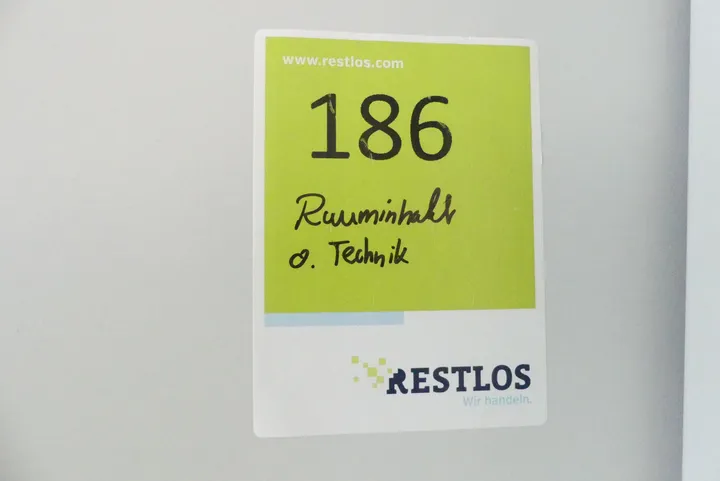 www.restlos.com
186
Rauminhalt
o. Technik
RESTLOS
Wir handeln.